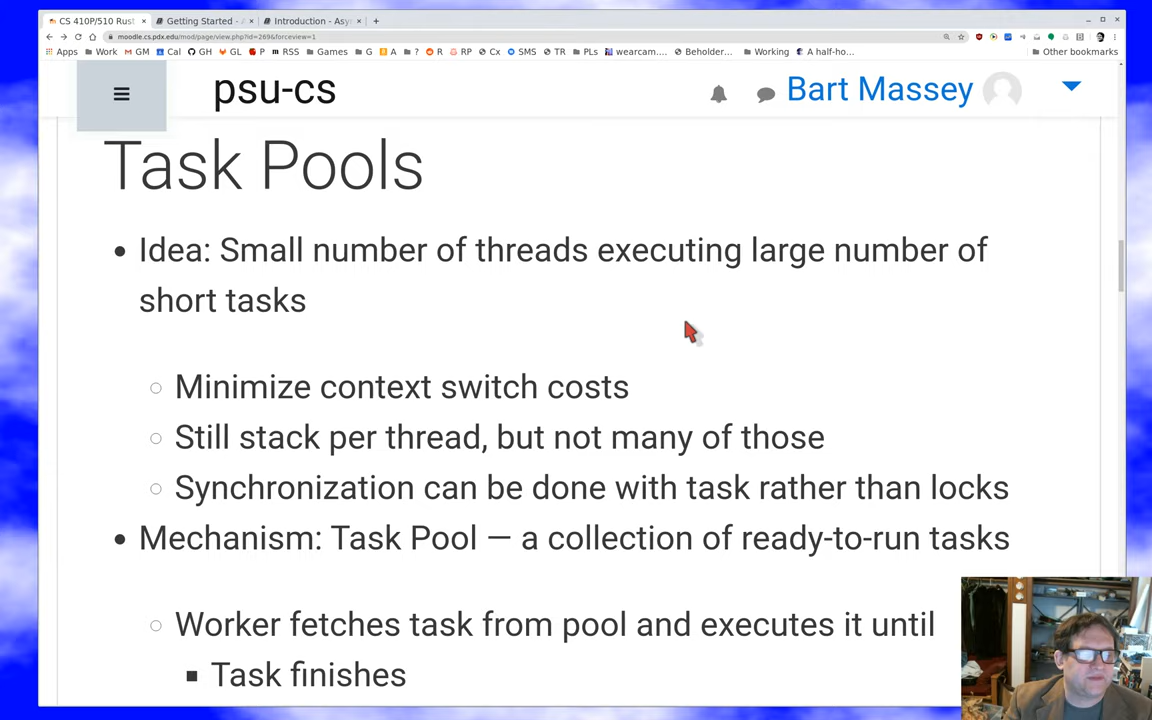 CS 410P/510 Rust
Getting Started - A
Introduction - Asy
moodle.cs.pdx.edu/mod/page/view.php?id=269&forceview=1
Apps Work GM Cal GH GL P RSS Games G A ? R RP Cx SMS TR PLs wearcam.... Beholder... Working A half-ho... Other bookmarks
psu-cs
Bart Massey
Task Pools
• Idea: Small number of threads executing large number of
short tasks
○ Minimize context switch costs
○ Still stack per thread, but not many of those
○ Synchronization can be done with task rather than locks
• Mechanism: Task Pool — a collection of ready-to-run tasks
○ Worker fetches task from pool and executes it until
▪ Task finishes